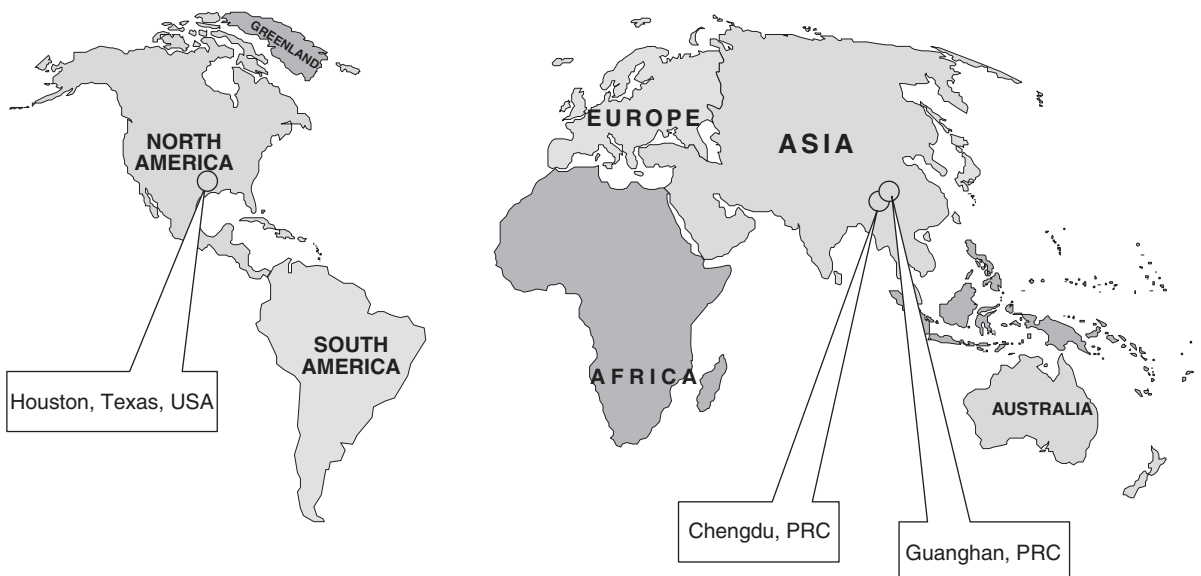 GREENLAND
NORTH
AMERICA
EUROPE
ASIA
SOUTH
AMERICA
AFRICA
AUSTRALIA
Houston, Texas, USA
Chengdu, PRC
Guanghan, PRC